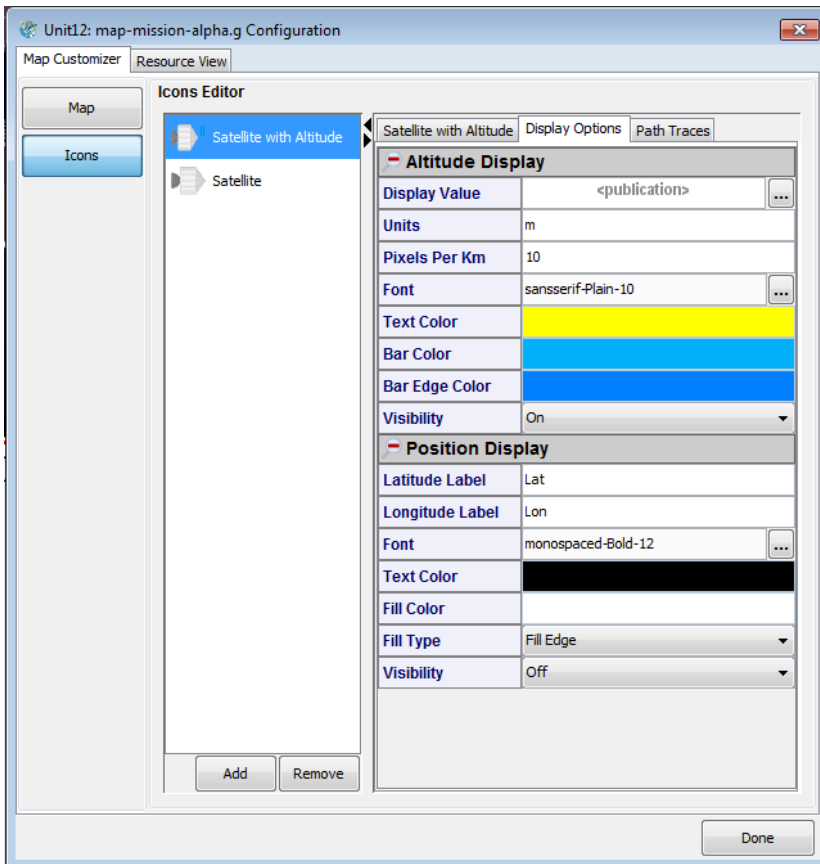 Unit12: map-mission-alpha.g Configuration
Map Customizer Resource View
Map
Icons
Icons Editor
Satellite with Altitude
Satellite
Add Remove
Satellite with Altitude Display Options Path Traces
Altitude Display
Display Value <publication> ...
Units m
Pixels Per Km 10
Font sansserif-Plain-10 ...
Text Color
Bar Color
Bar Edge Color
Visibility On
Position Display
Latitude Label Lat
Longitude Label Lon
Font monospaced-Bold-12 ...
Text Color
Fill Color
Fill Type Fill Edge
Visibility Off
Done